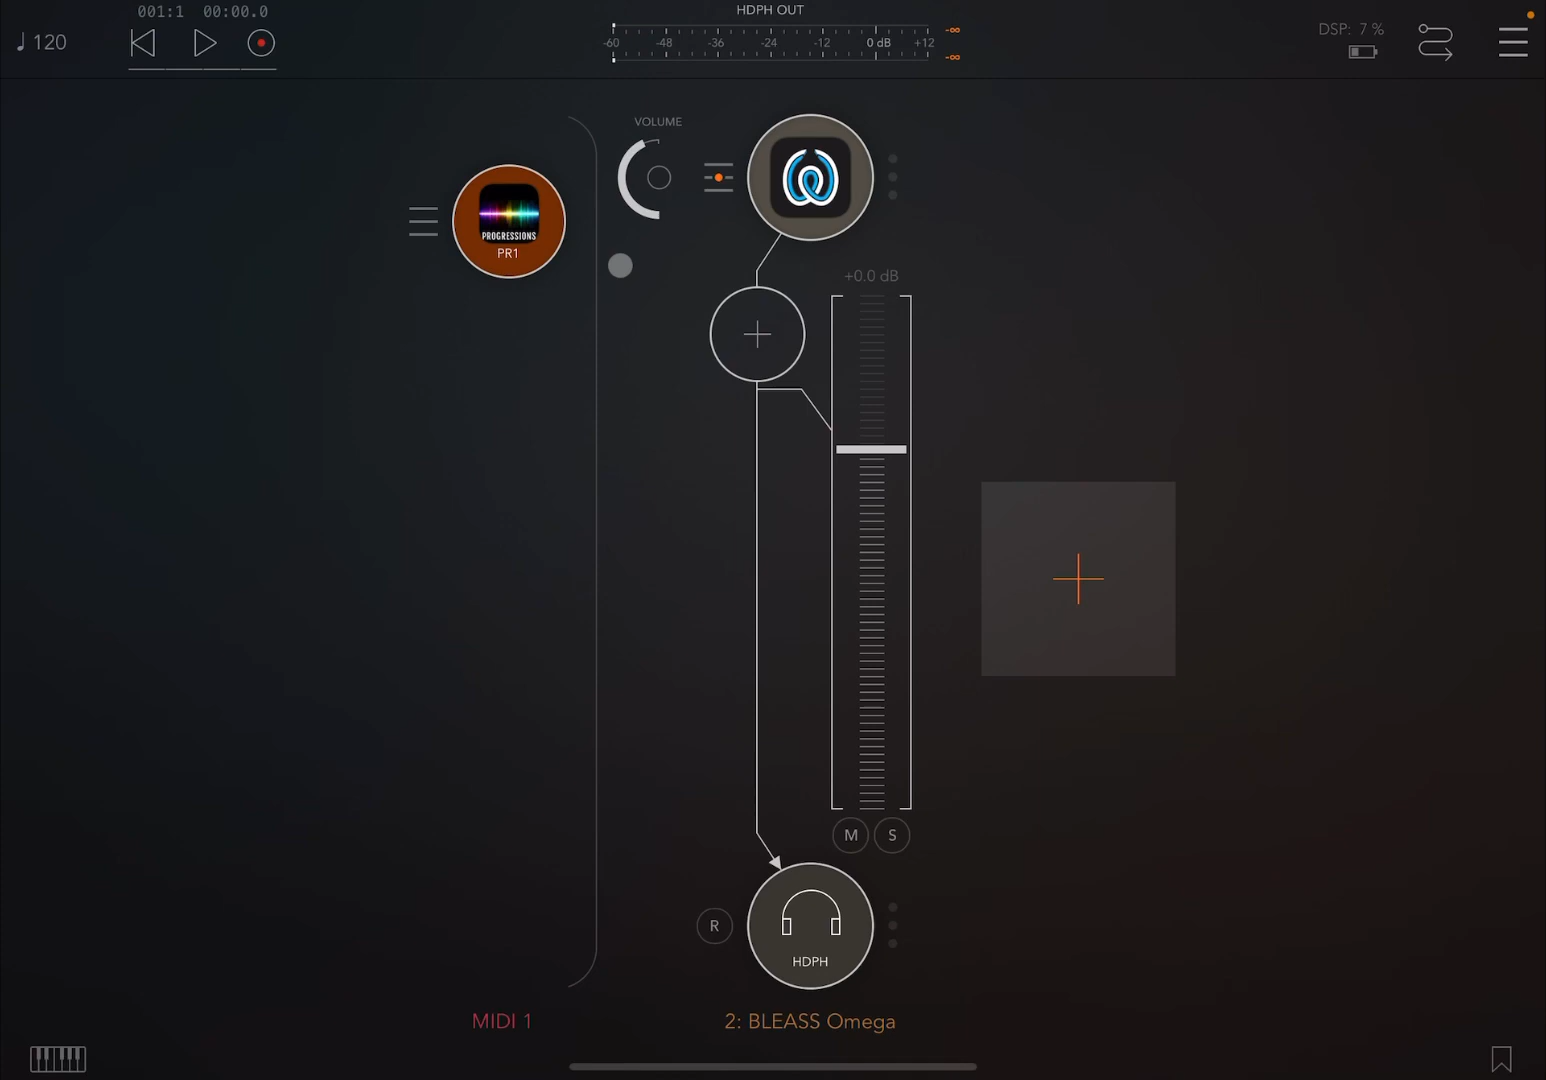 001:1 00:00.0
HDPH OUT
120
-60 -48 -36 -24 -12 0 dB +12
-∞
-∞
DSP: 7 %
VOLUME
PROGRESSIONS
PR1
+0.0 dB
M S
R
HDPH
MIDI 1
2: BLEASS Omega